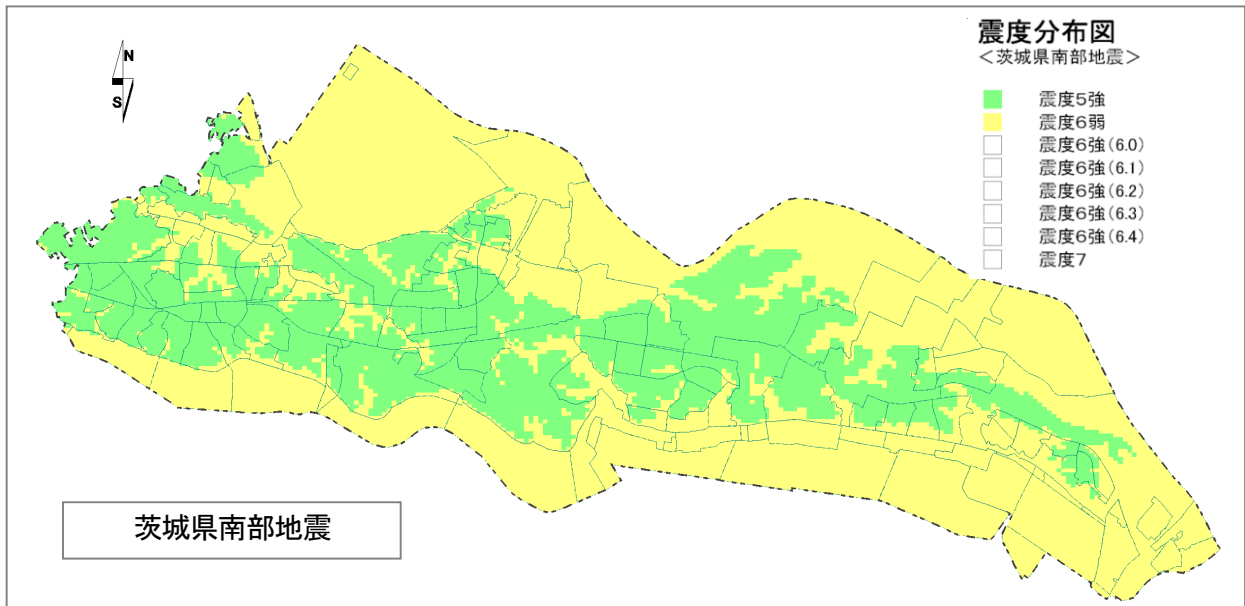 震度分布図
<茨城県南部地震>
N
S
震度5強
震度6弱
震度6強(6.0)
震度6強(6.1)
震度6強(6.2)
震度6強(6.3)
震度6強(6.4)
震度7
茨城県南部地震